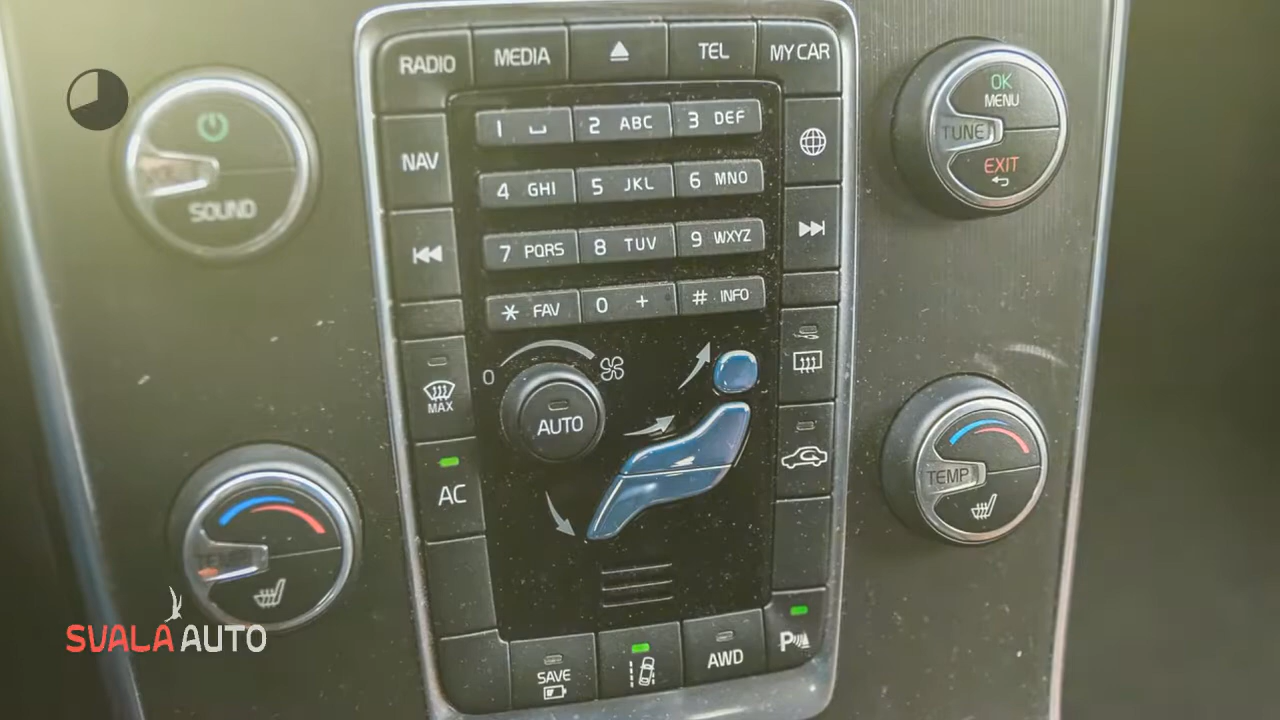 RADIO
MEDIA
TEL
MY CAR
OK
MENU
TUNE
EXIT
SOUND
NAV
1
2 ABC
3 DEF
4 GHI
5 JKL
6 MNO
7 PQRS
8 TUV
9 WXYZ
* FAV
0 +
# INFO
MAX
0
AUTO
AC
TEMP
SAVE
AWD
P
SVALA AUTO